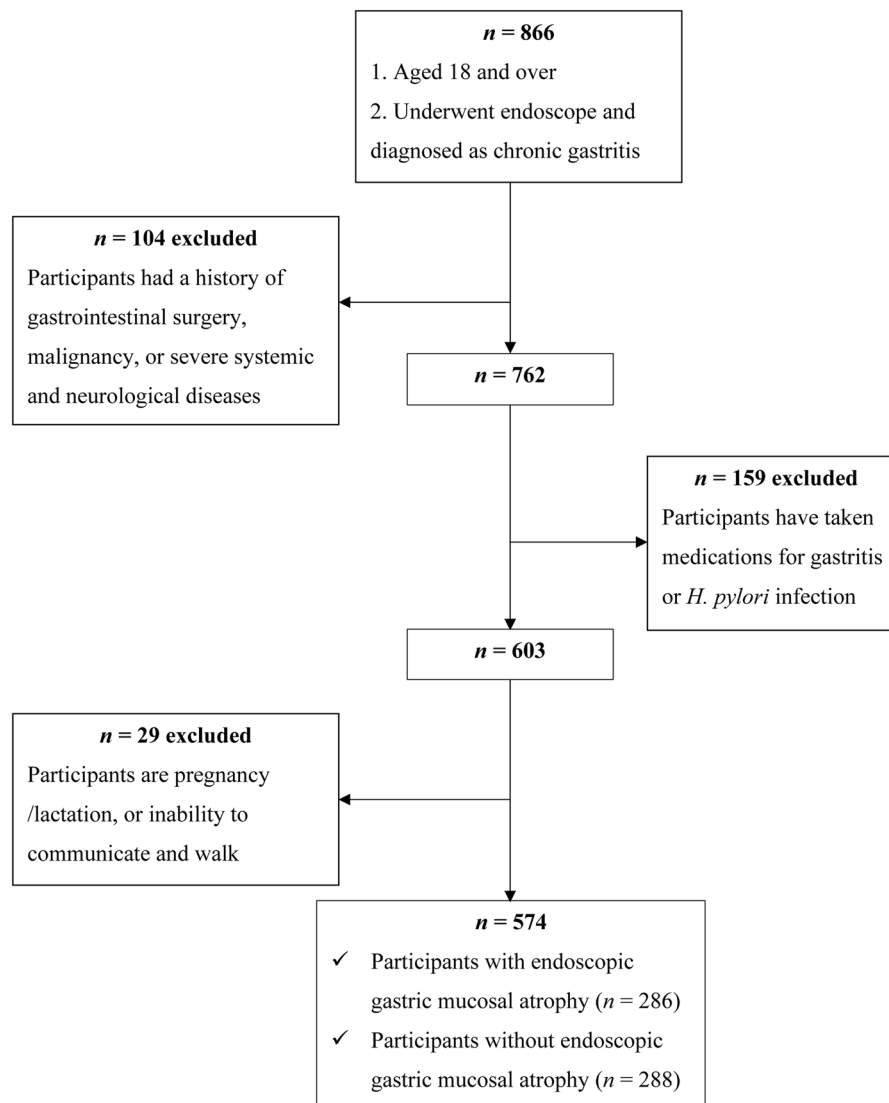 n = 866
1. Aged 18 and over
2. Underwent endoscope and
diagnosed as chronic gastritis
n = 104 excluded
Participants had a history of
gastrointestinal surgery,
malignancy, or severe systemic
and neurological diseases
n = 762
n = 159 excluded
Participants have taken
medications for gastritis
or H. pylori infection
n = 603
n = 29 excluded
Participants are pregnancy
/lactation, or inability to
communicate and walk
n = 574
✓ Participants with endoscopic
gastric mucosal atrophy (n = 286)
✓ Participants without endoscopic
gastric mucosal atrophy (n = 288)